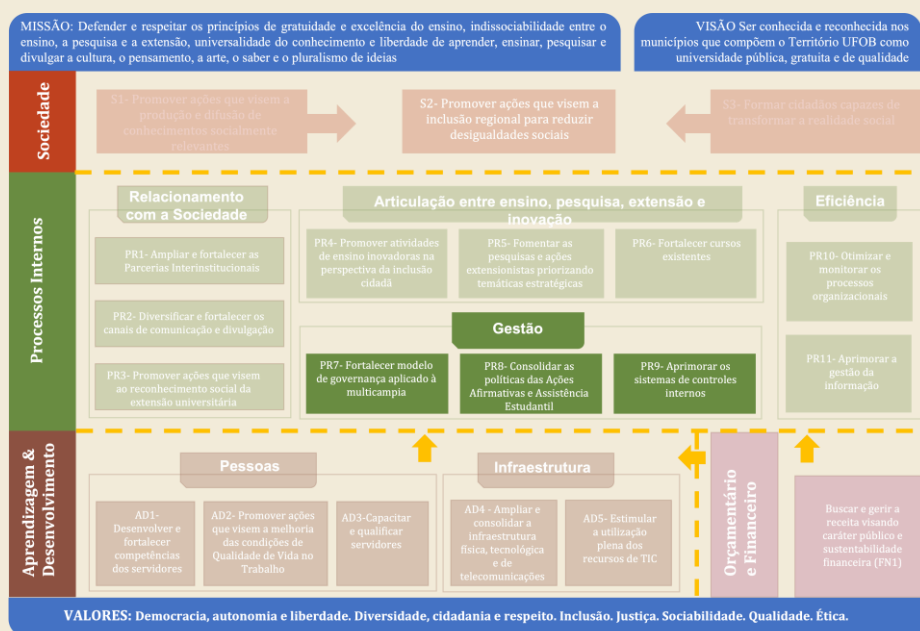 MISSÃO: Defender e respeitar os princípios de gratuidade e excelência do ensino, indissociabilidade entre o
ensino, a pesquisa e a extensão, universalidade do conhecimento e liberdade de aprender, ensinar, pesquisar e
divulgar a cultura, o pensamento, a arte, o saber e o pluralismo de ideias
VISÃO Ser conhecida e reconhecida nos
municípios que compõem o Território UFOB como
universidade pública, gratuita e de qualidade
Sociedade
S1- Promover ações que visem a
produção e difusão de
conhecimentos socialmente
relevantes
S2- Promover ações que visem a
inclusão regional para reduzir
desigualdades sociais
S3- Formar cidadãos capazes de
transformar a realidade social
Processos Internos
Relacionamento
com a Sociedade
PR1- Ampliar e fortalecer as
Parcerias Interinstitucionais
PR2- Diversificar e fortalecer os
canais de comunicação e divulgação
PR3- Promover ações que visem
ao reconhecimento social da
extensão universitária
Articulação entre ensino, pesquisa, extensão e
inovação
PR4- Promover atividades
de ensino inovadoras na
perspectiva da inclusão
cidadã
PR5- Fomentar as
pesquisas e ações
extensionistas priorizando
temáticas estratégicas
PR6- Fortalecer cursos
existentes
Gestão
PR7- Fortalecer modelo
de governança aplicado à
multicampia
PR8- Consolidar as
políticas das Ações
Afirmativas e Assistência
Estudantil
PR9- Aprimorar os
sistemas de controles
internos
Eficiência
PR10- Otimizar e
monitorar os
processos
organizacionais
PR11- Aprimorar a
gestão da
informação
Aprendizagem &
Desenvolvimento
Pessoas
AD1-
Desenvolver e
fortalecer
competências
dos servidores
AD2- Promover ações
que visem a melhoria
das condições de
Qualidade de Vida no
Trabalho
AD3-Capacitar
e qualificar
servidores
Infraestrutura
AD4 - Ampliar e
consolidar a
infraestrutura
física, tecnológica
e de
telecomunicações
AD5- Estimular
a utilização
plena dos
recursos de TIC
Orçamentário
e Financeiro
Buscar e gerir a
receita visando
caráter público e
sustentabilidade
financeira (FN1)
VALORES: Democracia, autonomia e liberdade. Diversidade, cidadania e respeito. Inclusão. Justiça. Sociabilidade. Qualidade. Ética.